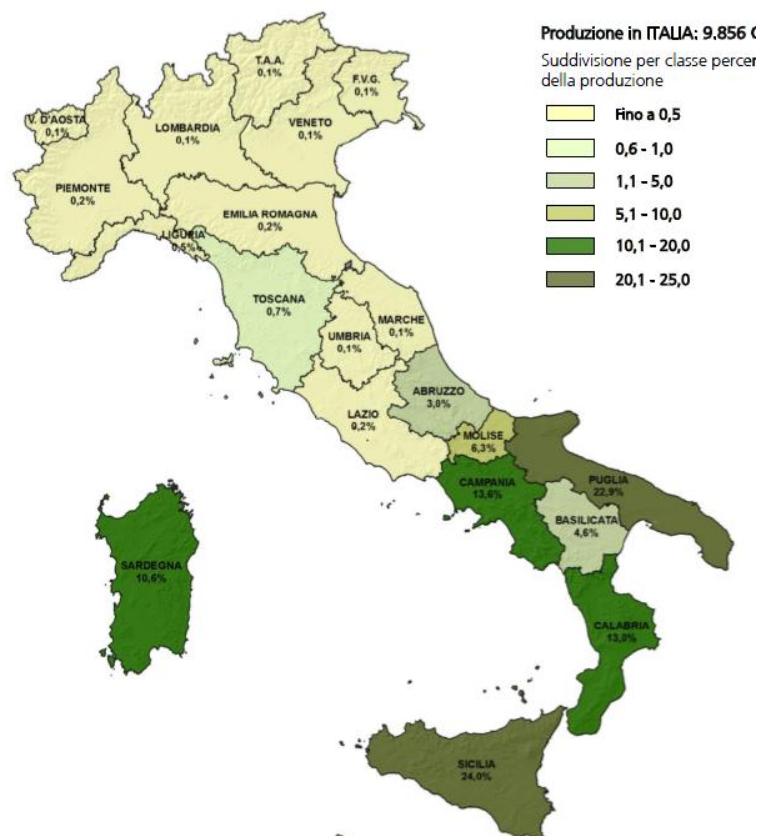 Produzione in ITALIA: 9.856
Suddivisione per classe
della produzione
Fino a 0,5
0,6 - 1,0
1,1 - 5,0
5,1 - 10,0
10,1 - 20,0
20,1 - 25,0
T.A.A.
0,1%
F.V.G.
0,1%
V. D'AOSTA
0,1%
LOMBARDIA
0,1%
VENETO
0,1%
PIEMONTE
0,2%
EMILIA ROMAGNA
0,2%
LIGURIA
0,5%
TOSCANA
0,7%
MARCHE
0,1%
UMBRIA
0,1%
ABRUZZO
3,0%
LAZIO
0,2%
MOLISE
6,3%
CAMPANIA
13,6%
PUGLIA
22,9%
BASILICATA
4,6%
SARDEGNA
10,6%
CALABRIA
13,0%
SICILIA
24,0%